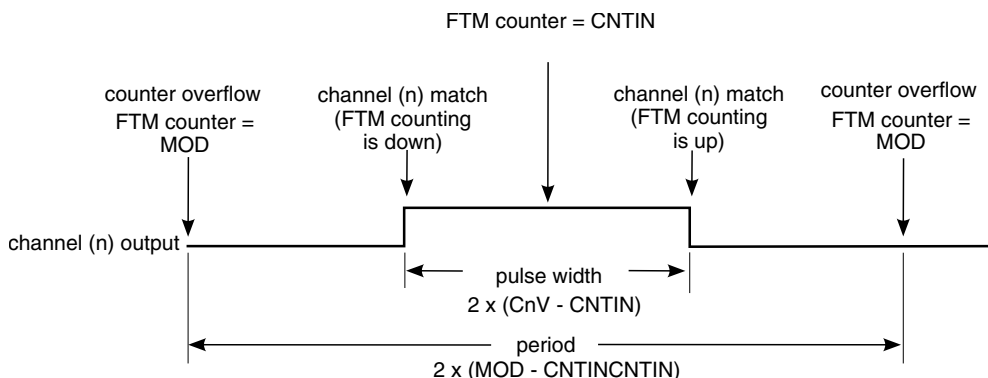 FTM counter = CNTIN
counter overflow
FTM counter =
MOD
channel (n) match
(FTM counting
is down)
channel (n) match
(FTM counting
is up)
counter overflow
FTM counter =
MOD
channel (n) output
pulse width
2 x (CnV - CNTIN)
period
2 x (MOD - CNTINCNTIN)